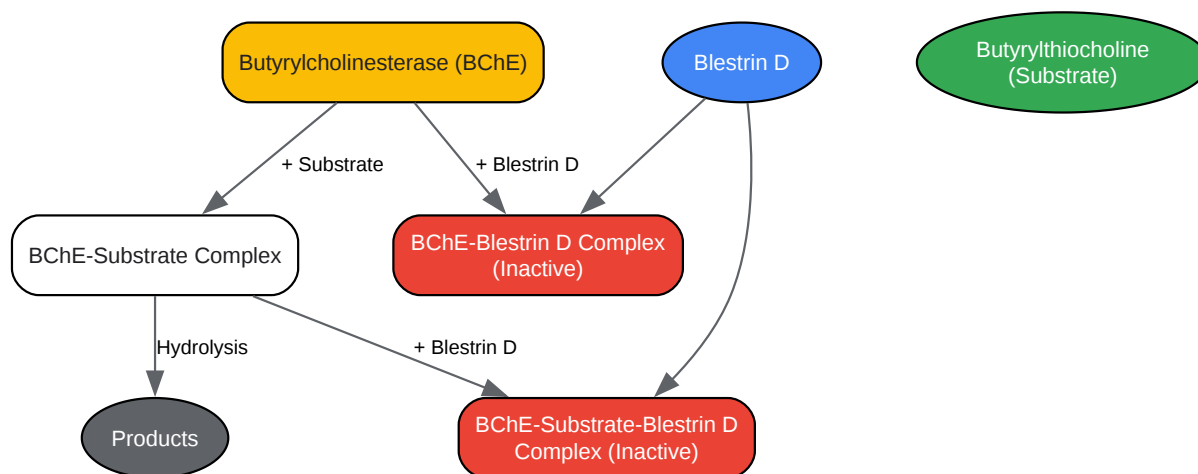 Butyrylcholinesterase (BChE)
Blestrin D
Butyrylthiocholine
(Substrate)
+ Substrate
+ Blestrin D
BChE-Substrate Complex
BChE-Blestrin D Complex
(Inactive)
Hydrolysis
+ Blestrin D
Products
BChE-Substrate-Blestrin D
Complex (Inactive)